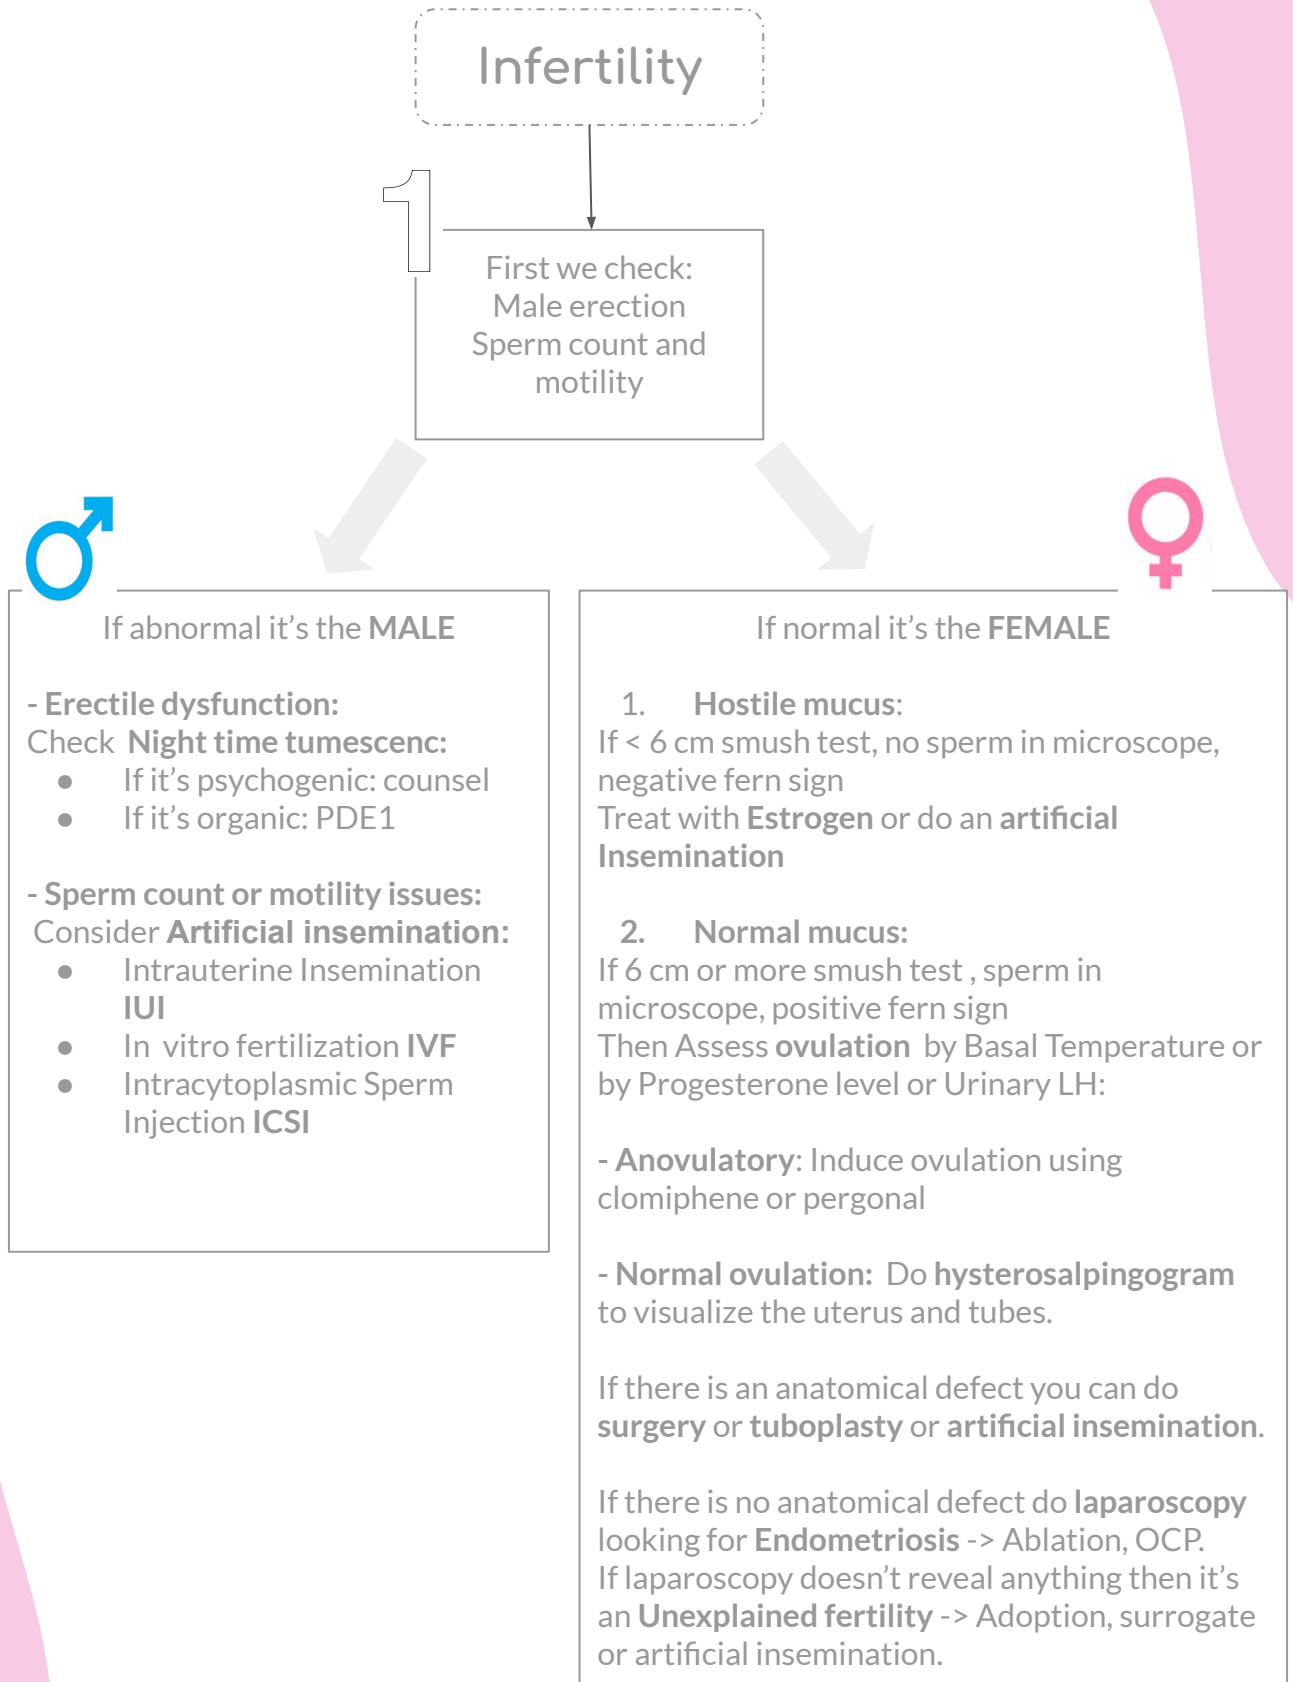 Infertility
1
First we check:
Male erection
Sperm count and
motility
If abnormal it's the MALE
- Erectile dysfunction:
Check Night time tumescenc:
● If it's psychogenic: counsel
● If it's organic: PDE1
- Sperm count or motility issues:
Consider Artificial insemination:
● Intrauterine Insemination
IUI
● In vitro fertilization IVF
● Intracytoplasmic Sperm
Injection ICSI
If normal it's the FEMALE
1. Hostile mucus:
If < 6 cm smush test, no sperm in microscope,
negative fern sign
Treat with Estrogen or do an artificial
Insemination
2. Normal mucus:
If 6 cm or more smush test , sperm in
microscope, positive fern sign
Then Assess ovulation by Basal Temperature or
by Progesterone level or Urinary LH:
- Anovulatory: Induce ovulation using
clomiphene or pergonal
- Normal ovulation: Do hysterosalpingogram
to visualize the uterus and tubes.
If there is an anatomical defect you can do
surgery or tuboplasty or artificial insemination.
If there is no anatomical defect do laparoscopy
looking for Endometriosis -> Ablation, OCP.
If laparoscopy doesn't reveal anything then it's
an Unexplained fertility -> Adoption, surrogate
or artificial insemination.